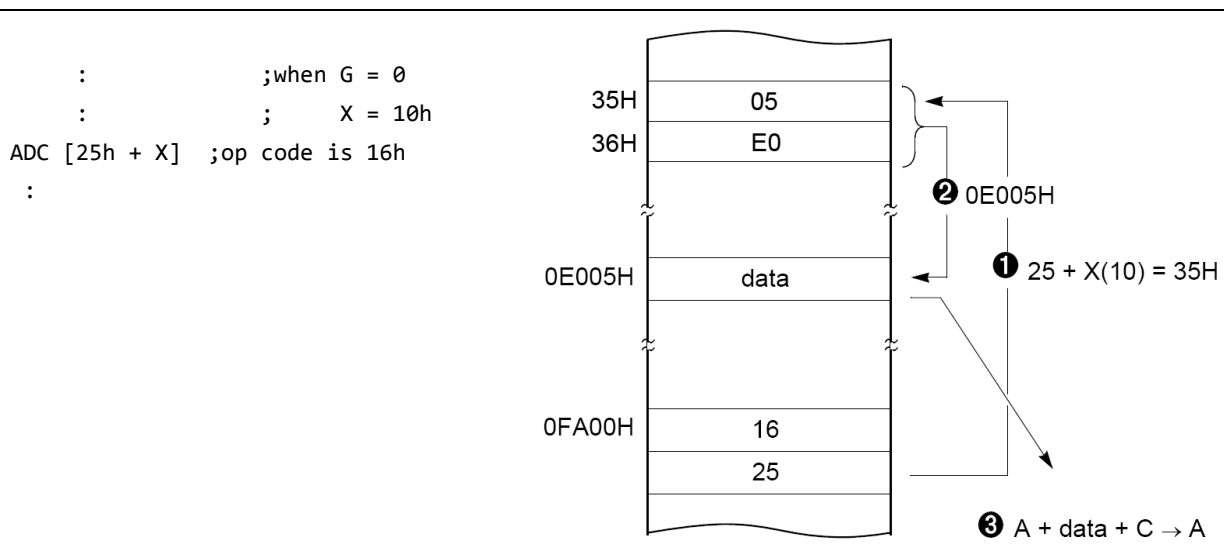 :                ;when G = 0
:                ;     X = 10h
ADC [25h + X]  ;op code is 16h
:
35H 05
36H E0
❷ 0E005H
0E005H data
❶ 25 + X(10) = 35H
0FA00H 16
25
❸ A + data + C → A